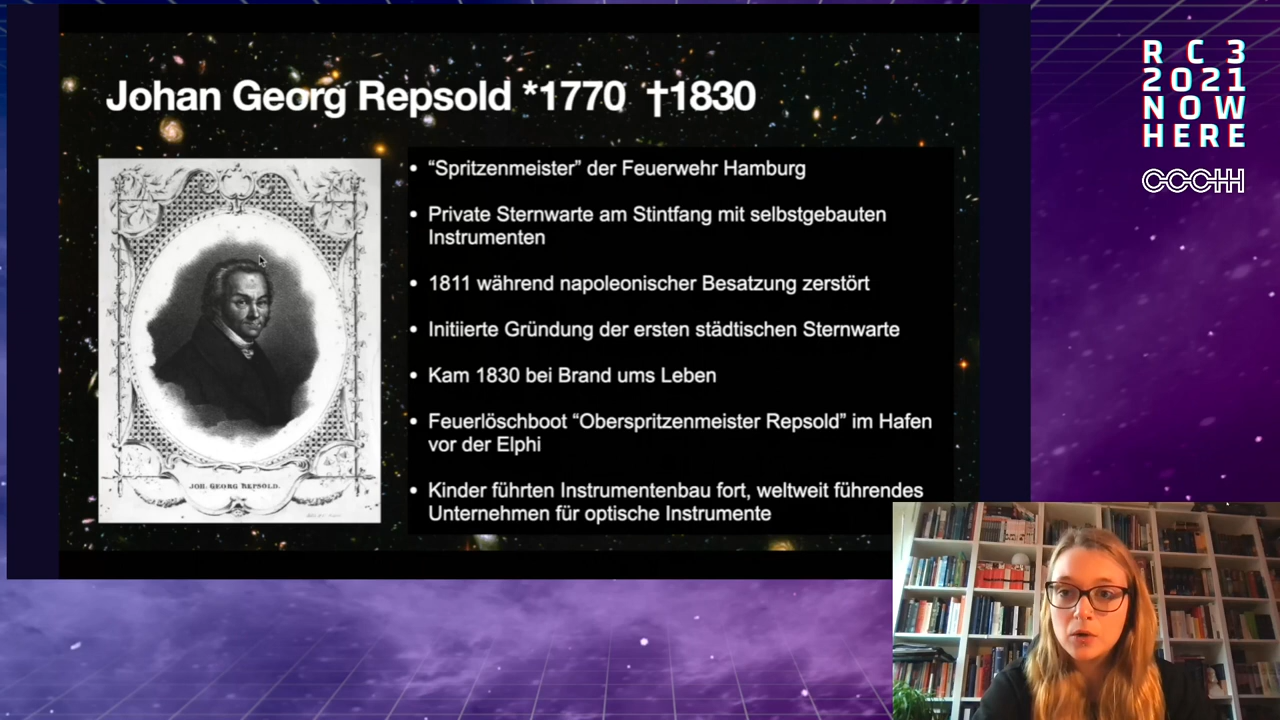 Johan Georg Repsold *1770 †1830
• “Spritzenmeister” der Feuerwehr Hamburg
• Private Sternwarte am Stintfang mit selbstgebauten
Instrumenten
• 1811 während napoleonischer Besatzung zerstört
• Initiierte Gründung der ersten städtischen Sternwarte
• Kam 1830 bei Brand ums Leben
• Feuerlöschboot “Oberspritzenmeister Repsold” im Hafen
vor der Elphi
• Kinder führten Instrumentenbau fort, weltweit führendes
Unternehmen für optische Instrumente
JOH. GEORG REPSOLD.
R C 3
2021
NOW
HERE
CCCHH